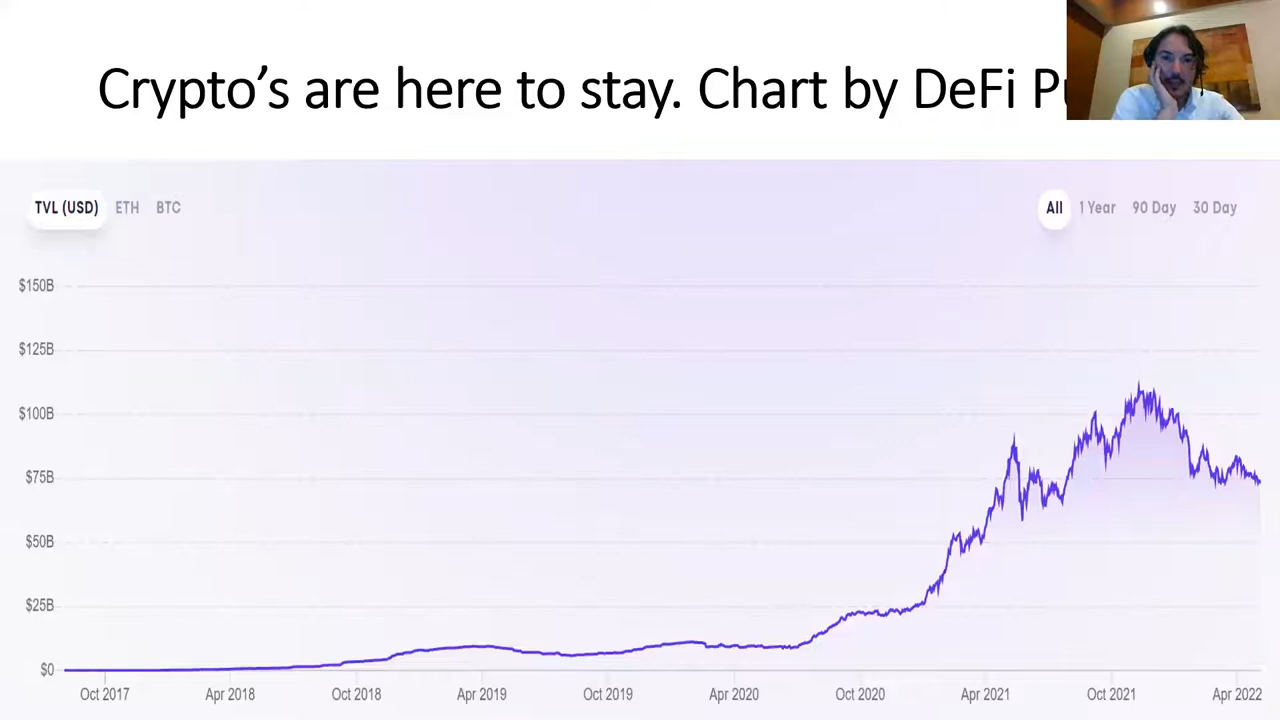 Crypto's are here to stay. Chart by DeFi
TVL (USD) ETH BTC
All 1 Year 90 Day 30 Day
$150B
$125B
$100B
$75B
$50B
$25B
$0
Oct 2017 Apr 2018 Oct 2018 Apr 2019 Oct 2019 Apr 2020 Oct 2020 Apr 2021 Oct 2021 Apr 2022